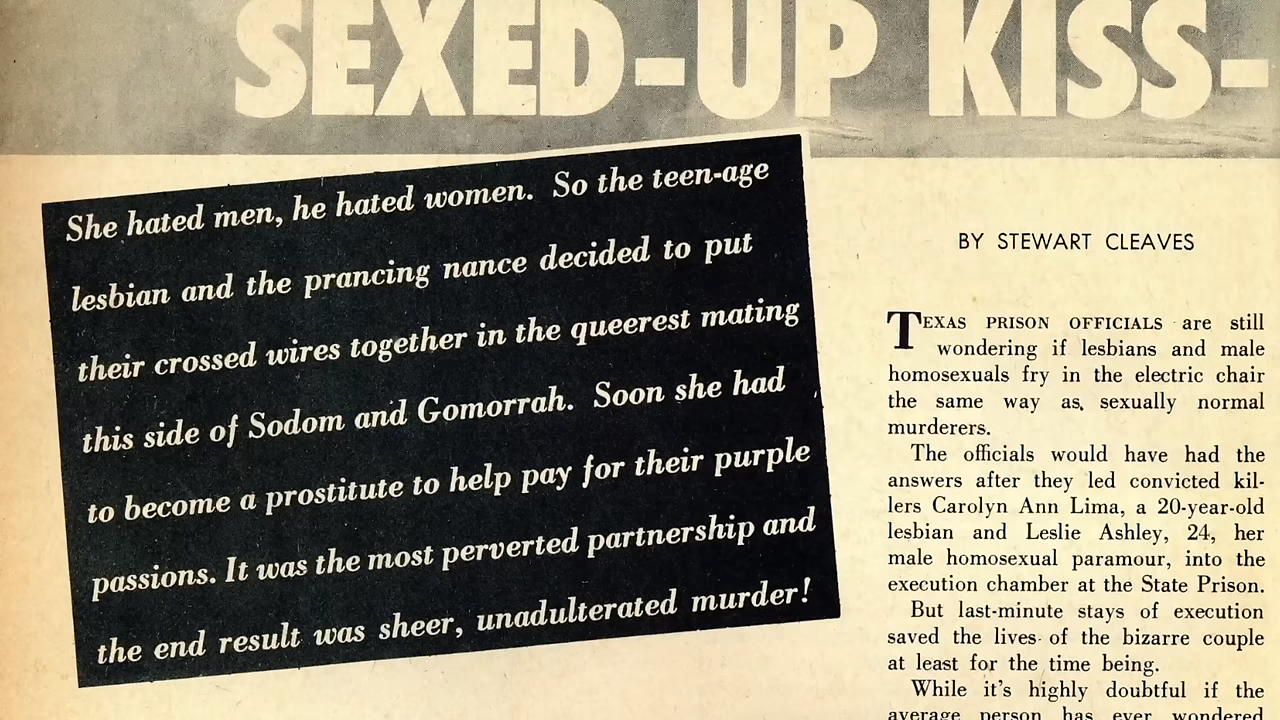 SEXED-UP KISS-
She hated men, he hated women. So the teen-age
lesbian and the prancing nance decided to put
their crossed wires together in the queerest mating
this side of Sodom and Gomorrah. Soon she had
to become a prostitute to help pay for their purple
passions. It was the most perverted partnership and
the end result was sheer, unadulterated murder!
BY STEWART CLEAVES
TEXAS PRISON OFFICIALS are still
wondering if lesbians and male
homosexuals fry in the electric chair
the same way as, sexually normal
murderers.
The officials would have had the
answers after they led convicted kil-
lers Carolyn Ann Lima, a 20-year-old
lesbian and Leslie Ashley, 24, her
male homosexual paramour, into the
execution chamber at the State Prison.
But last-minute stays of execution
saved the lives of the bizarre couple
at least for the time being.
While it's highly doubtful if the
average person has ever wondered